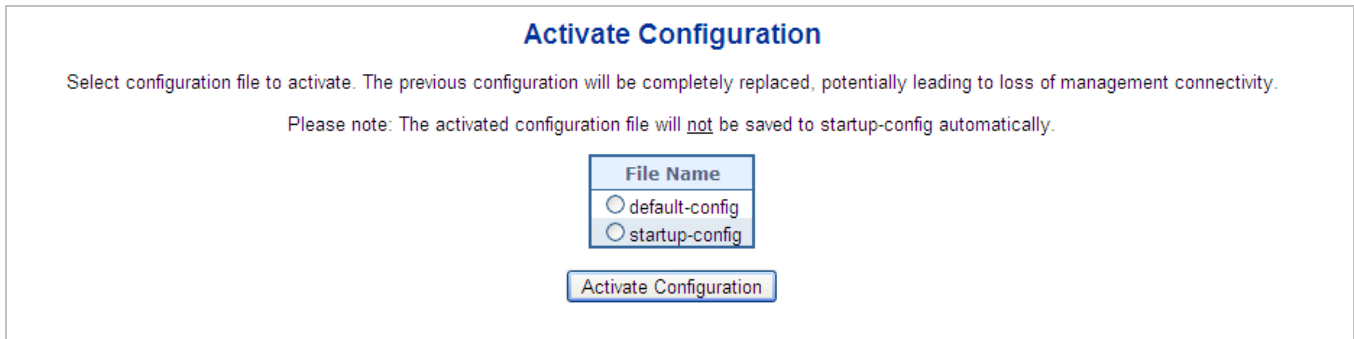 Activate Configuration
Select configuration file to activate. The previous configuration will be completely replaced, potentially leading to loss of management connectivity.
Please note: The activated configuration file will not be saved to startup-config automatically.
File Name
default-config
startup-config
Activate Configuration